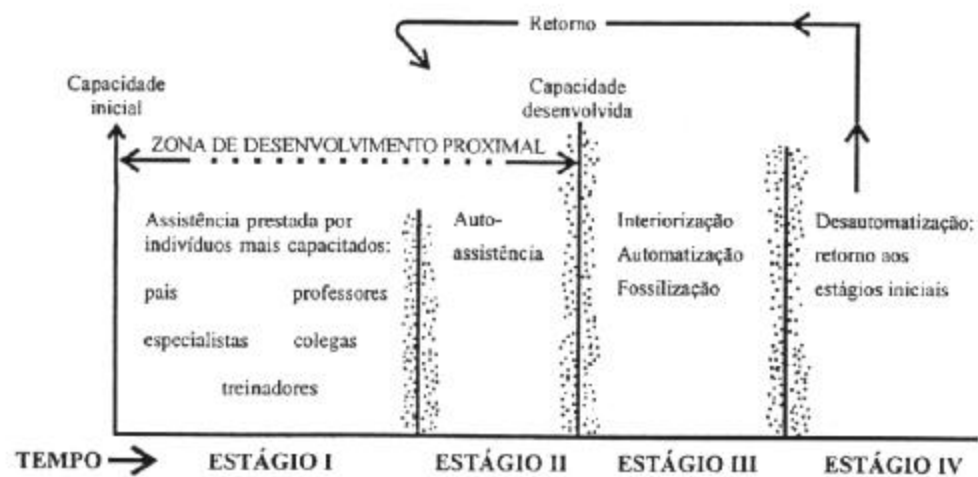 Retorno
Capacidade
inicial
Capacidade
desenvolvida
ZONA DE DESENVOLVIMENTO PROXIMAL
Assistência prestada por
indivíduos mais capacitados:
pais professores
especialistas colegas
treinadores
Auto-
assistência
Interiorização
Automatização
Fossilização
Desautomatização:
retorno aos
estágios iniciais
TEMPO ESTÁGIO I ESTÁGIO II ESTÁGIO III ESTÁGIO IV